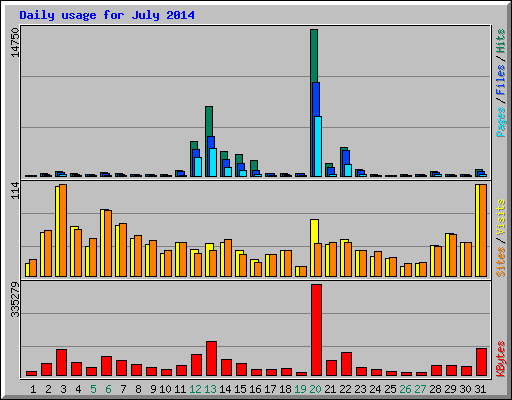 Daily usage for July 2014
14750
Pages / Files / Hits
114
Sites / Visits
335279
KBytes
1 2 3 4 5 6 7 8 9 10 11 12 13 14 15 16 17 18 19 20 21 22 23 24 25 26 27 28 29 30 31